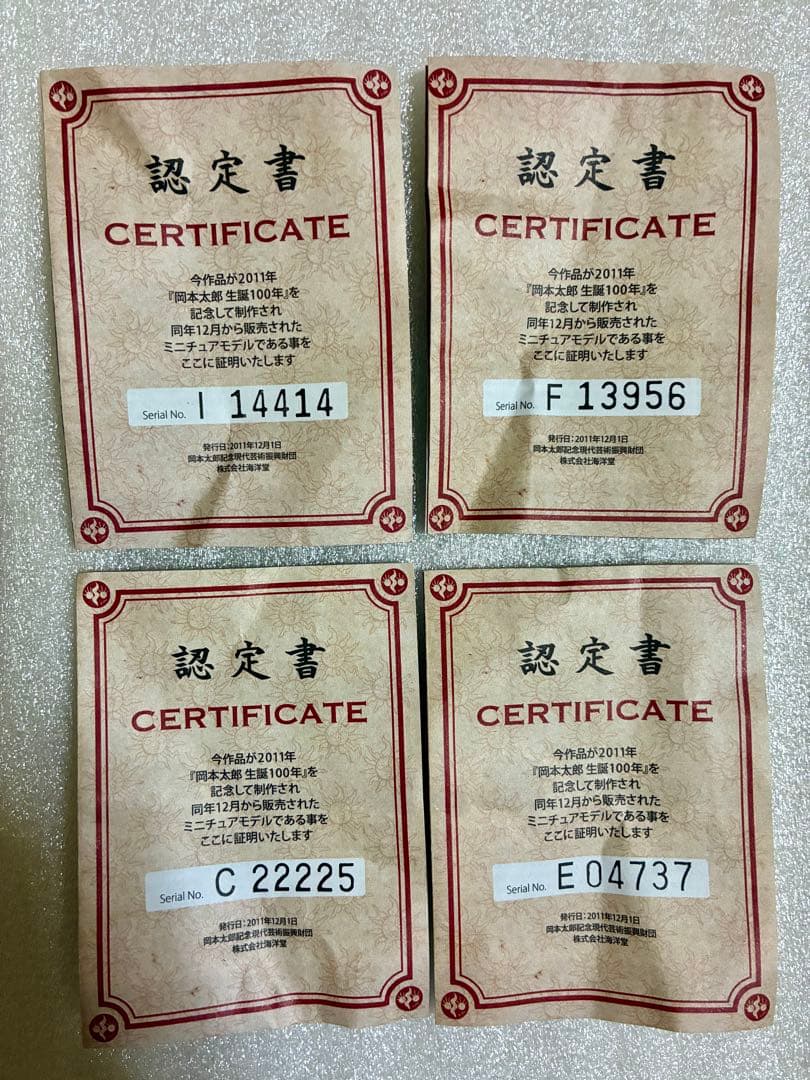 認定書
CERTIFICATE
今作品が2011年
『岡本太郎 生誕100年』を
記念して制作され
同年12月から販売された
ミニチュアモデルである事を
ここに証明いたします
Serial No. I 14414
発行日：2011年12月1日
岡本太郎記念現代芸術振興財団
株式会社海洋堂
認定書
CERTIFICATE
今作品が2011年
『岡本太郎 生誕100年』を
記念して制作され
同年12月から販売された
ミニチュアモデルである事を
ここに証明いたします
Serial No. F 13956
発行日：2011年12月1日
岡本太郎記念現代芸術振興財団
株式会社海洋堂
認定書
CERTIFICATE
今作品が2011年
『岡本太郎 生誕100年』を
記念して制作され
同年12月から販売された
ミニチュアモデルである事を
ここに証明いたします
Serial No. C 22225
発行日：2011年12月1日
岡本太郎記念現代芸術振興財団
株式会社海洋堂
認定書
CERTIFICATE
今作品が2011年
『岡本太郎 生誕100年』を
記念して制作され
同年12月から販売された
ミニチュアモデルである事を
ここに証明いたします
Serial No. E 04737
発行日：2011年12月1日
岡本太郎記念現代芸術振興財団
株式会社海洋堂